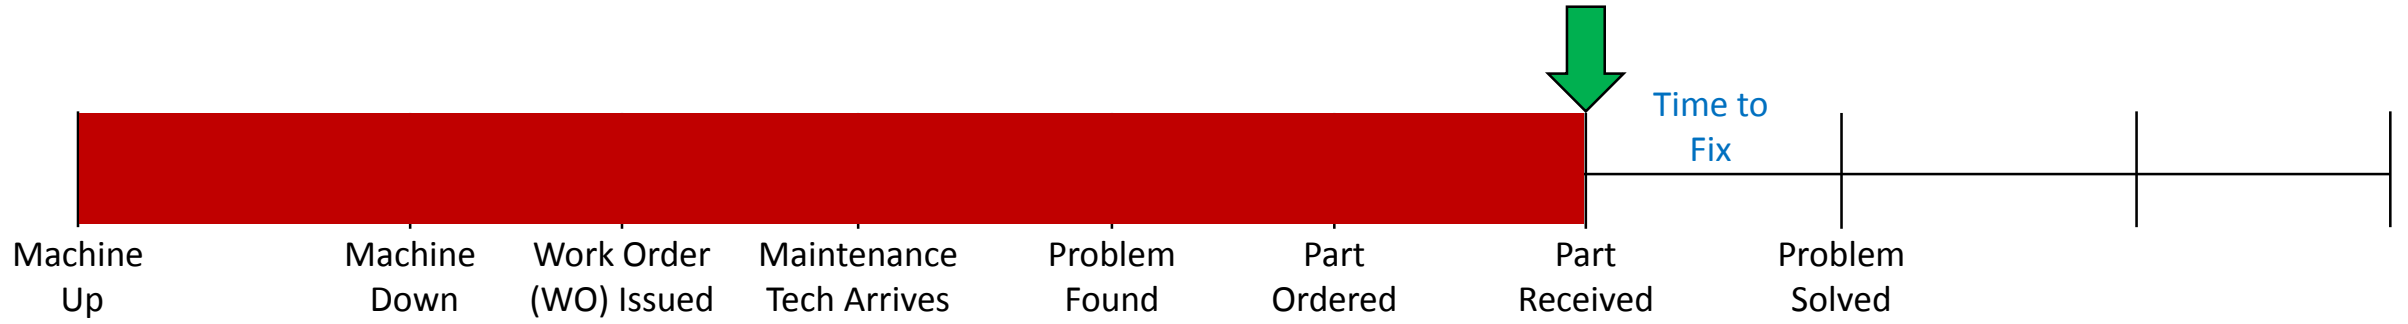 Time to
Fix
Machine
Up
Machine
Down
Work Order
(WO) Issued
Maintenance
Tech Arrives
Problem
Found
Part
Ordered
Part
Received
Problem
Solved